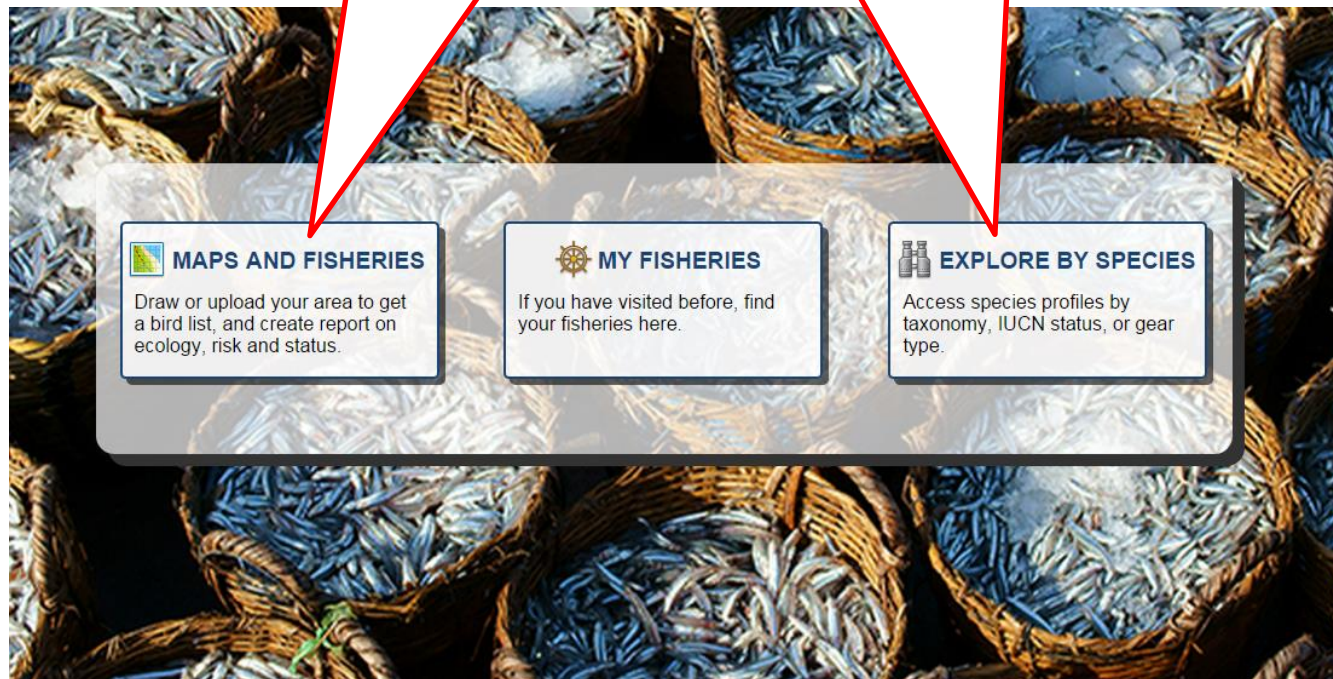 MAPS AND FISHERIES
Draw or upload your area to get
a bird list, and create report on
ecology, risk and status.
MY FISHERIES
If you have visited before, find
your fisheries here.
EXPLORE BY SPECIES
Access species profiles by
taxonomy, IUCN status, or gear
type.